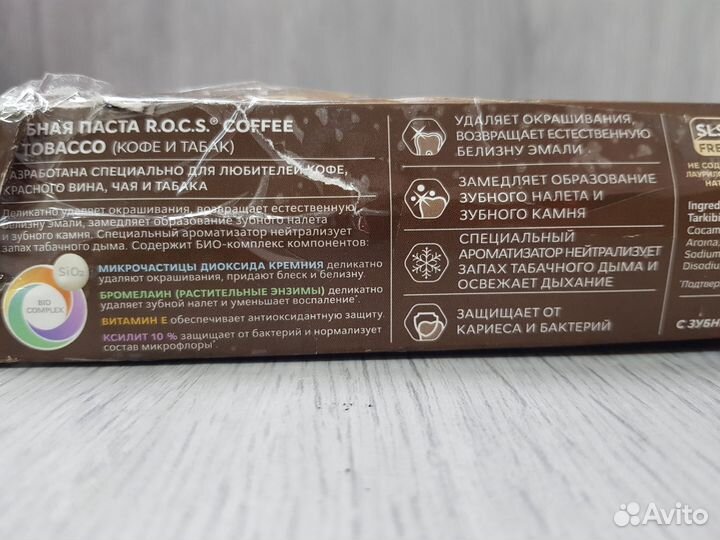 БНАЯ ПАСТА R.O.C.S.® COFFEE
TOBACCO (КОФЕ И ТАБАК)
АЗРАБОТАНА СПЕЦИАЛЬНО ДЛЯ ЛЮБИТЕЛЕЙ КОФЕ,
КРАСНОГО ВИНА, ЧАЯ И ТАБАКА
Деликатно удаляет окрашивания, возвращает естественную
белизну эмали, замедляет образование зубного налета
и зубного камня. Специальный ароматизатор нейтрализует
запах табачного дыма. Содержит БИО-комплекс компонентов:
SiO₂
BIO
COMPLEX
МИКРОЧАСТИЦЫ ДИОКСИДА КРЕМНИЯ деликатно
удаляют окрашивания, придают блеск и белизну.
БРОМЕЛАИН (РАСТИТЕЛЬНЫЕ ЭНЗИМЫ) деликатно
удаляет зубной налет и уменьшает воспаление*.
ВИТАМИН Е обеспечивает антиоксидантную защиту.
КСИЛИТ 10 % защищает от бактерий и нормализует
состав микрофлоры*.
УДАЛЯЕТ ОКРАШИВАНИЯ,
ВОЗВРАЩАЕТ ЕСТЕСТВЕННУЮ
БЕЛИЗНУ ЭМАЛИ
ЗАМЕДЛЯЕТ ОБРАЗОВАНИЕ
ЗУБНОГО НАЛЕТА И
ЗУБНОГО КАМНЯ
СПЕЦИАЛЬНЫЙ
АРОМАТИЗАТОР НЕЙТРАЛИЗУЕТ
ЗАПАХ ТАБАЧНОГО ДЫМА И
ОСВЕЖАЕТ ДЫХАНИЕ
ЗАЩИЩАЕТ ОТ
КАРИЕСА И БАКТЕРИЙ
FRE
НЕ СОД
ЛАУРИЛС
НАТ
Ingred
Tarkiba
Cocam
Aroma,
Sodium
Disodiu
*Подтвер
С ЗУБН
Avito